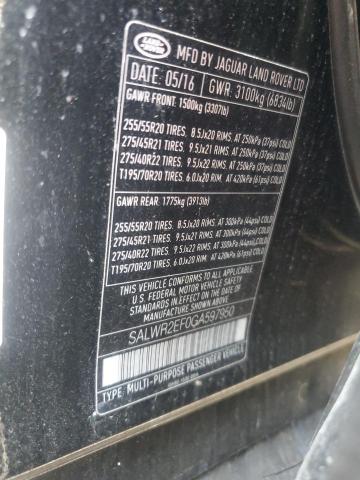 LAND
ROVER
MFD BY JAGUAR LAND ROVER LTD
DATE: 05/16 GWR. 3100kg (6834lb)
GAWR FRONT: 1500kg (3307lb)
255/55R20 TIRES, 8.5Jx20 RIMS, AT 250kPa (37psi) COLD
275/45R21 TIRES, 9.5Jx21 RIMS, AT 250kPa (37psi) COLD
275/40R22 TIRES, 9.5Jx22 RIMS, AT 250kPa (37psi) COLD
T195/70R20 TIRES, 6.0Jx20 RIMS, AT 420kPa (61psi) COLD
GAWR REAR: 1775kg (3913lb)
255/55R20 TIRES, 8.5Jx20 RIMS, AT 300kPa (44psi) COLD
275/45R21 TIRES, 9.5Jx21 RIMS, AT 300kPa (44psi) COLD
275/40R22 TIRES, 9.5Jx22 RIMS, AT 300kPa (44psi) COLD
T195/70R20 TIRES, 6.0Jx20 RIMS, AT 420kPa (61psi) COLD
THIS VEHICLE CONFORMS TO ALL APPLICABLE
U.S. FEDERAL MOTOR VEHICLE SAFETY AND THEFT
PREVENTION STANDARDS IN EFFECT ON THE DATE OF
MANUFACTURE SHOWN ABOVE.
SALWR2EF0GA597950
TYPE: MULTI-PURPOSE PASSENGER VEHICLE